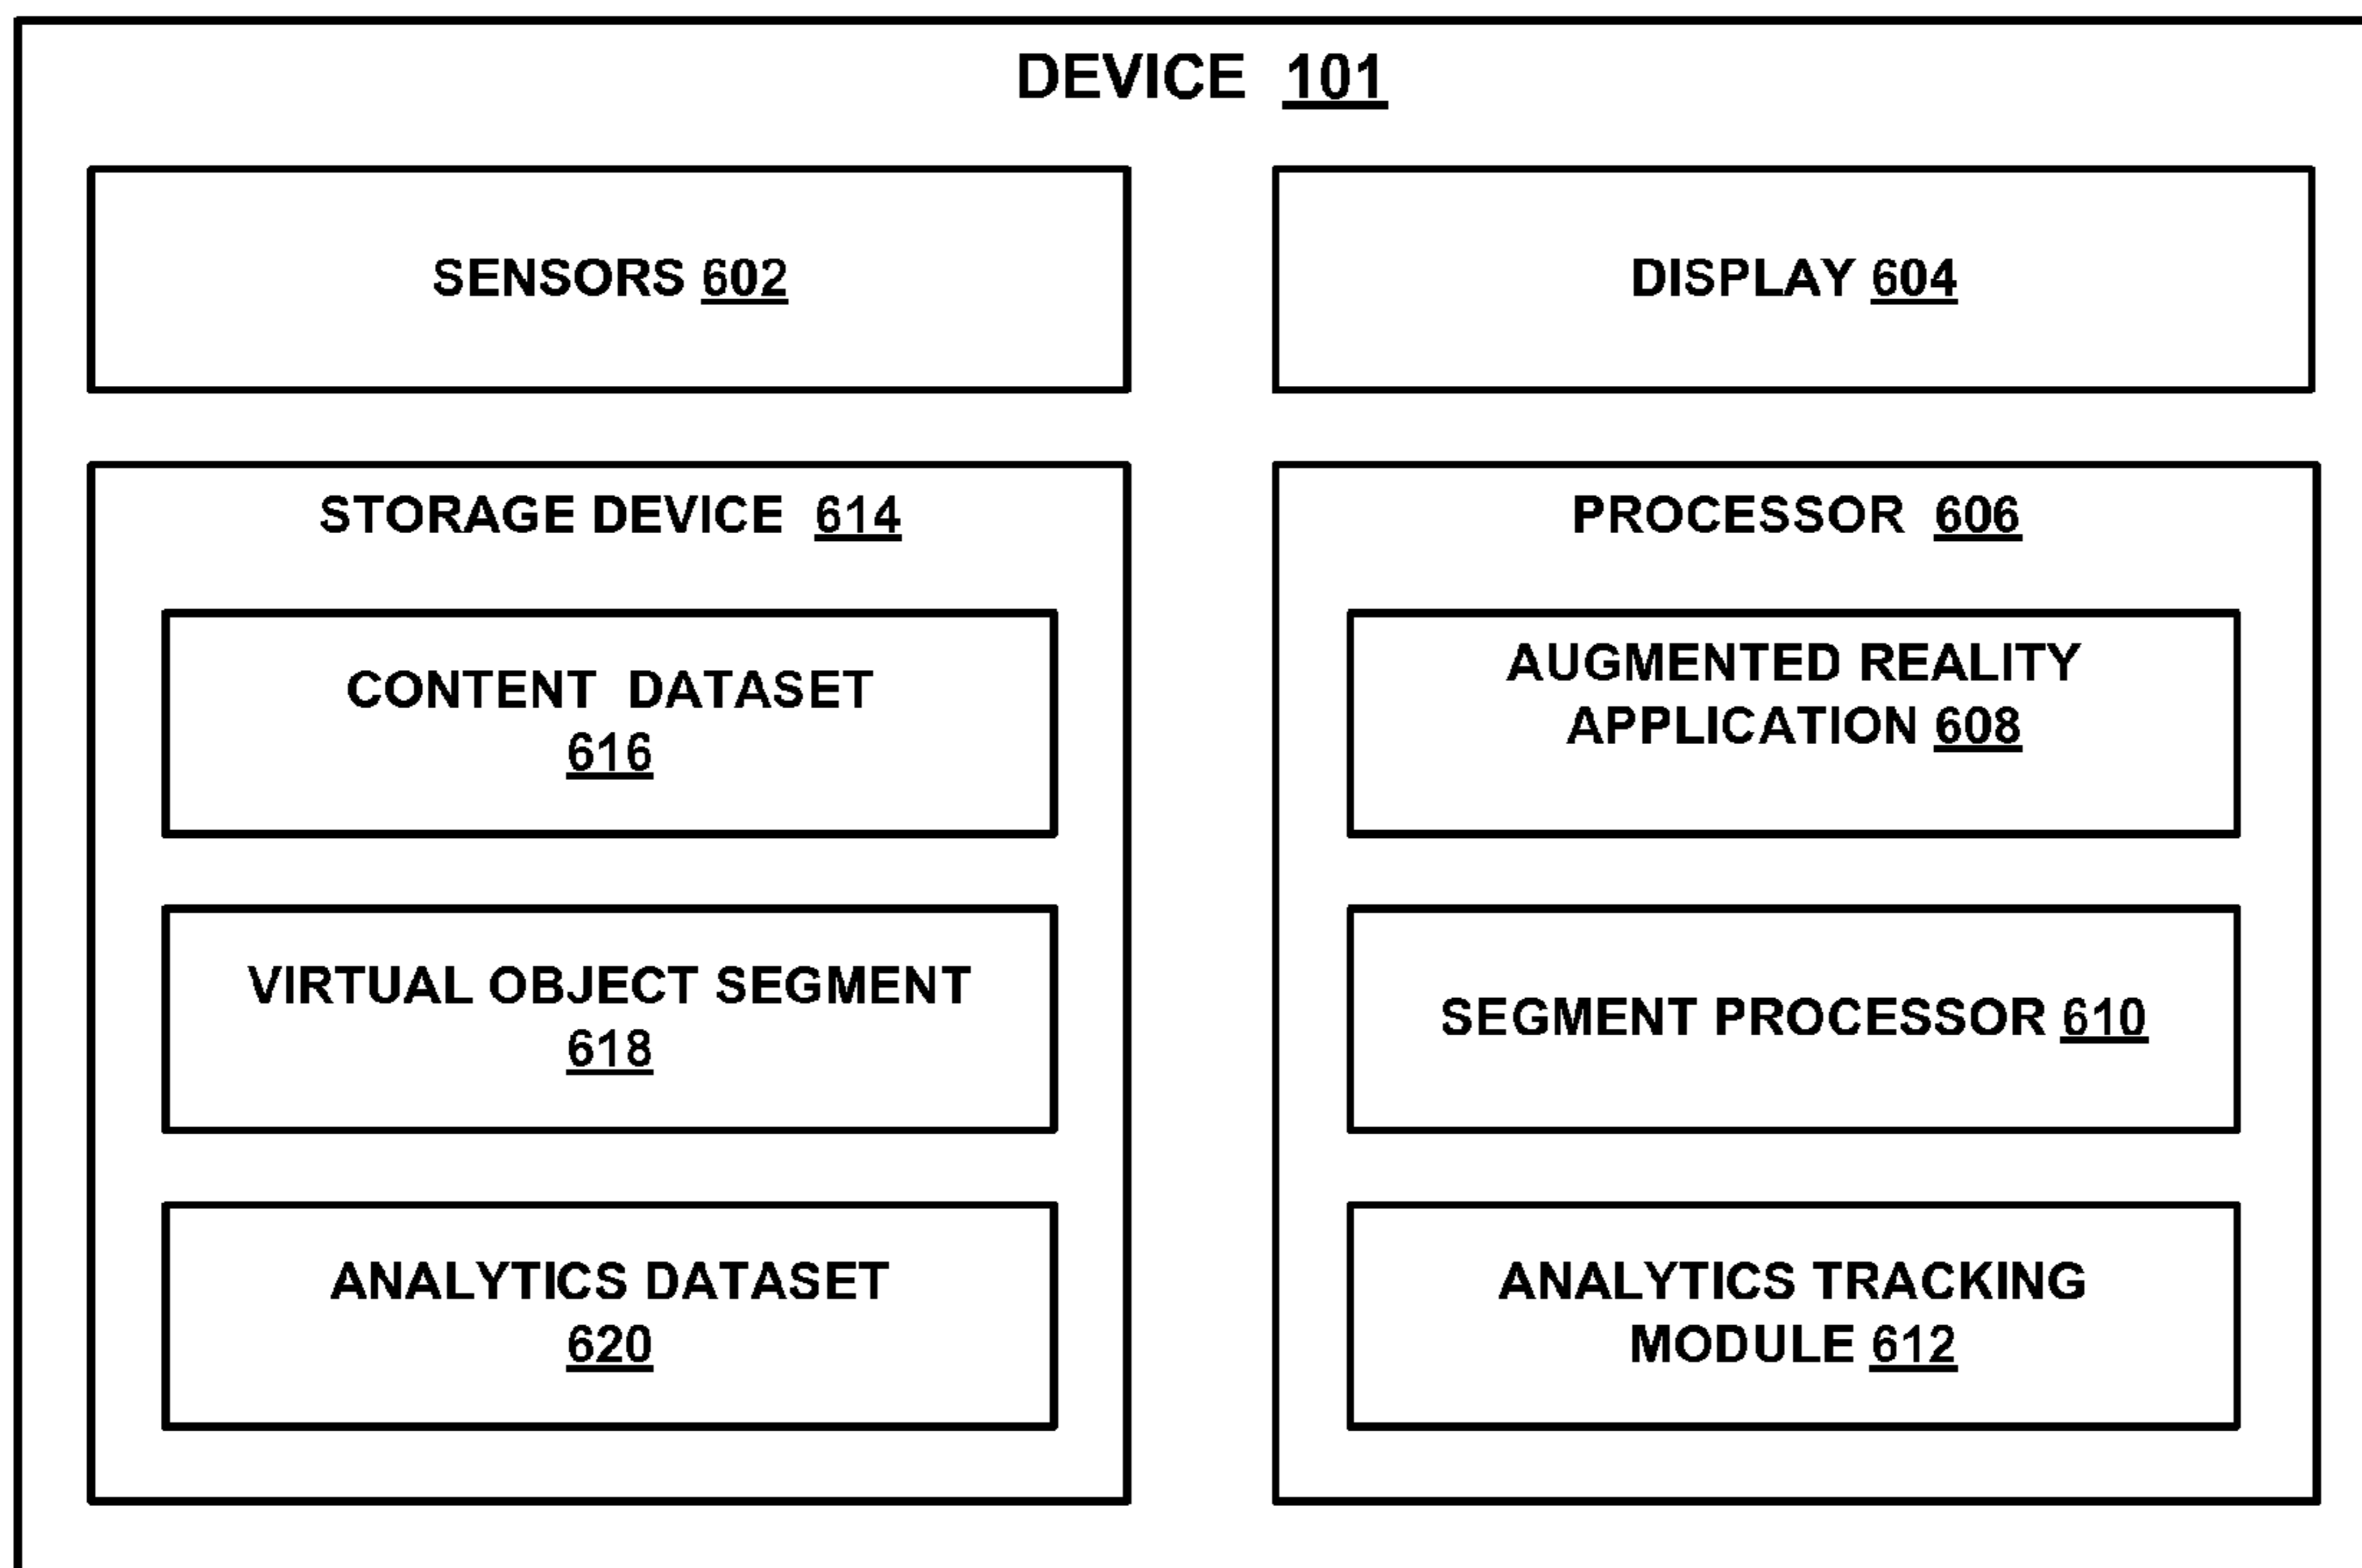 DEVICE 101
SENSORS 602
DISPLAY 604
STORAGE DEVICE 614
CONTENT DATASET
616
VIRTUAL OBJECT SEGMENT
618
ANALYTICS DATASET
620
PROCESSOR 606
AUGMENTED REALITY
APPLICATION 608
SEGMENT PROCESSOR 610
ANALYTICS TRACKING
MODULE 612